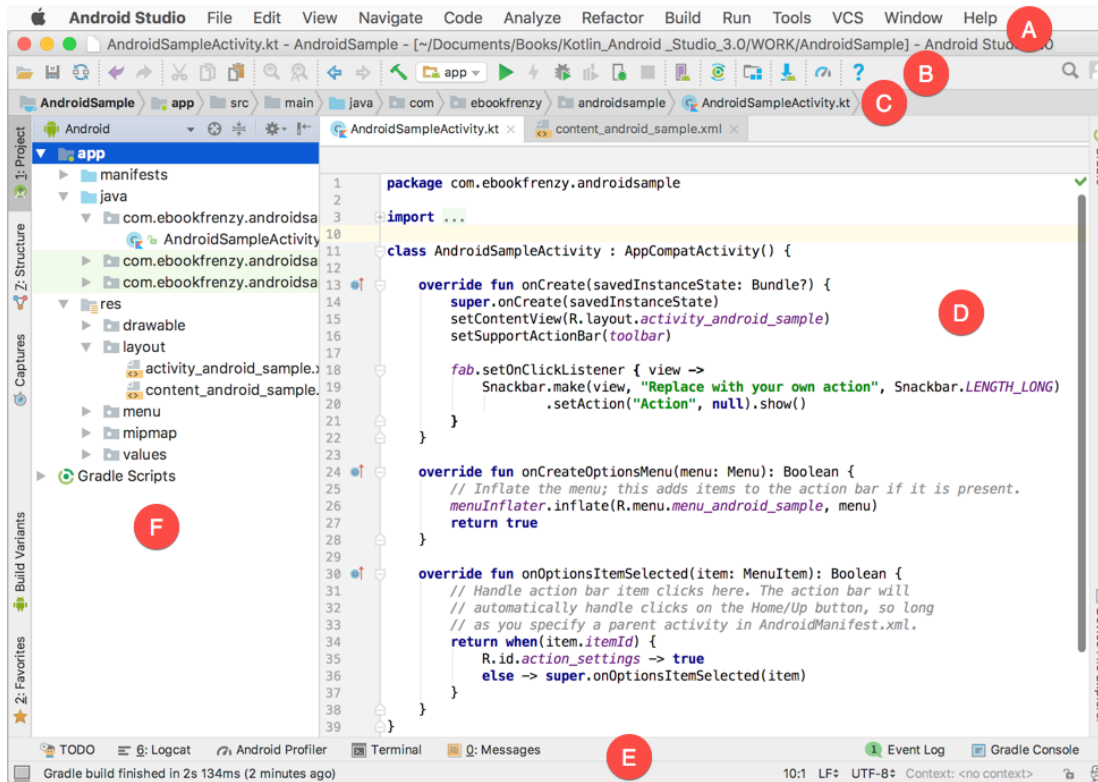 Android Studio File Edit View Navigate Code Analyze Refactor Build Run Tools VCS Window Help
A
AndroidSampleActivity.kt - AndroidSample - [~/Documents/Books/Kotlin_Android _Studio_3.0/WORK/AndroidSample] - Android
app
?
B
AndroidSample app src main java com ebookfrenzy androidsample AndroidSampleActivity.kt
C
1: Project
Z: Structure
Captures
Build Variants
2: Favorites
Android
app
manifests
java
com.ebookfrenzy.androidsa
AndroidSampleActivity
com.ebookfrenzy.androidsa
com.ebookfrenzy.androidsa
res
drawable
layout
activity_android_sample.
content_android_sample.
menu
mipmap
values
Gradle Scripts
F
AndroidSampleActivity.kt content_android_sample.xml
1 package com.ebookfrenzy.androidsample
2
3 import ...
10
11 class AndroidSampleActivity : AppCompatActivity() {
12
13 override fun onCreate(savedInstanceState: Bundle?) {
14 super.onCreate(savedInstanceState)
15 setContentView(R.layout.activity_android_sample)
16 setSupportActionBar(toolbar)
17
18 fab.setOnClickListener { view ->
19 Snackbar.make(view, "Replace with your own action", Snackbar.LENGTH_LONG)
20 .setAction("Action", null).show()
21 }
22 }
23
24 override fun onCreateOptionsMenu(menu: Menu): Boolean {
25 // Inflate the menu; this adds items to the action bar if it is present.
26 menuInflater.inflate(R.menu.menu_android_sample, menu)
27 return true
28 }
29
30 override fun onOptionsItemSelected(item: MenuItem): Boolean {
31 // Handle action bar item clicks here. The action bar will
32 // automatically handle clicks on the Home/Up button, so long
33 // as you specify a parent activity in AndroidManifest.xml.
34 return when(item.itemId) {
35 R.id.action_settings -> true
36 else -> super.onOptionsItemSelected(item)
37 }
38 }
39 }
D
TODO 6: Logcat Android Profiler Terminal 0: Messages
E
1 Event Log Gradle Console
Gradle build finished in 2s 134ms (2 minutes ago)
10:1 LF UTF-8 Context: <no context>